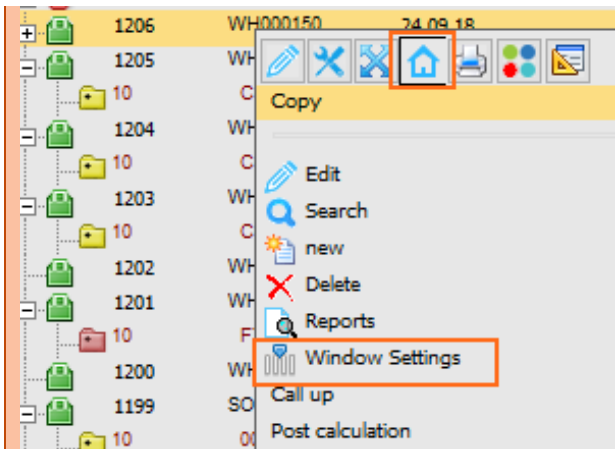 1206 WH000150 24.09.18
1205 WH
10 C
Copy
1204 WH
10 C
Edit
1203 WH
Search
10 C
new
1202 WH
Delete
1201 WH
Reports
10 F
Window Settings
1200 WH
Call up
1199 SO
Post calculation
10 00